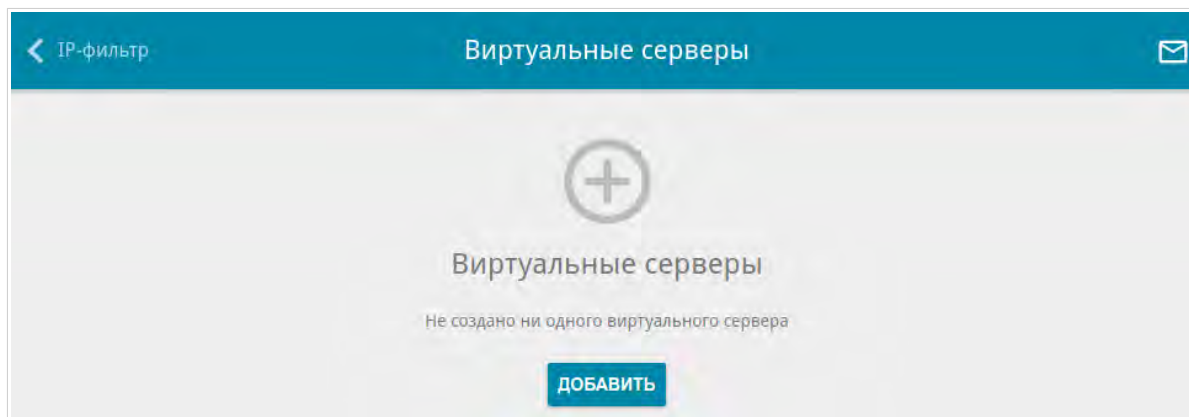 IP-фильтр
Виртуальные серверы
Виртуальные серверы
Не создано ни одного виртуального сервера
ДОБАВИТЬ